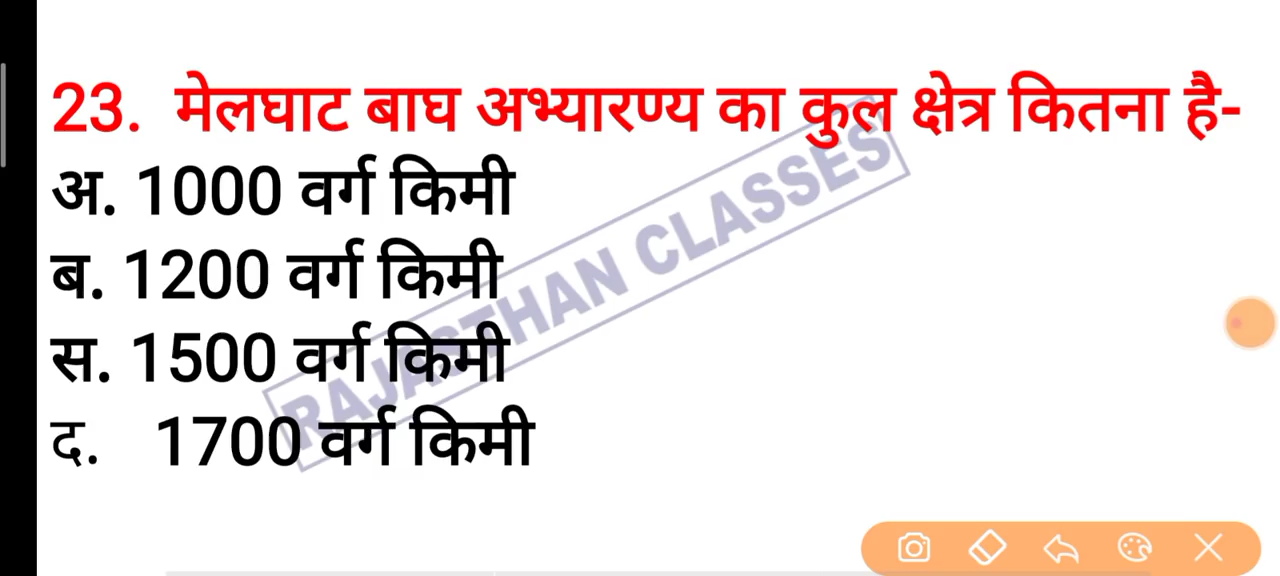 23. मेलघाट बाघ अभ्यारण्य का कुल क्षेत्र कितना है-
अ. 1000 वर्ग किमी
ब. 1200 वर्ग किमी
स. 1500 वर्ग किमी
द. 1700 वर्ग किमी
RAJASTHAN CLASSES